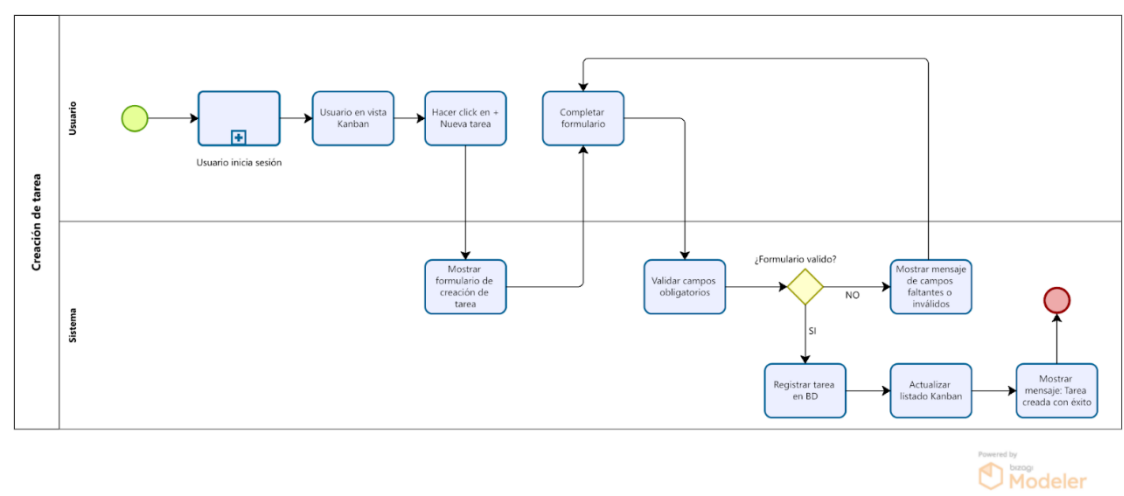 Creación de tarea
Usuario
Usuario inicia sesión
Usuario en vista
Kanban
Hacer click en +
Nueva tarea
Completar
formulario
Sistema
Mostrar
formulario de
creación de
tarea
Validar campos
obligatorios
¿Formulario valido?
NO
SI
Mostrar mensaje
de campos
faltantes o
inválidos
Registrar tarea
en BD
Actualizar
listado Kanban
Mostrar
mensaje: Tarea
creada con éxito
Powered by
bizagi
Modeler